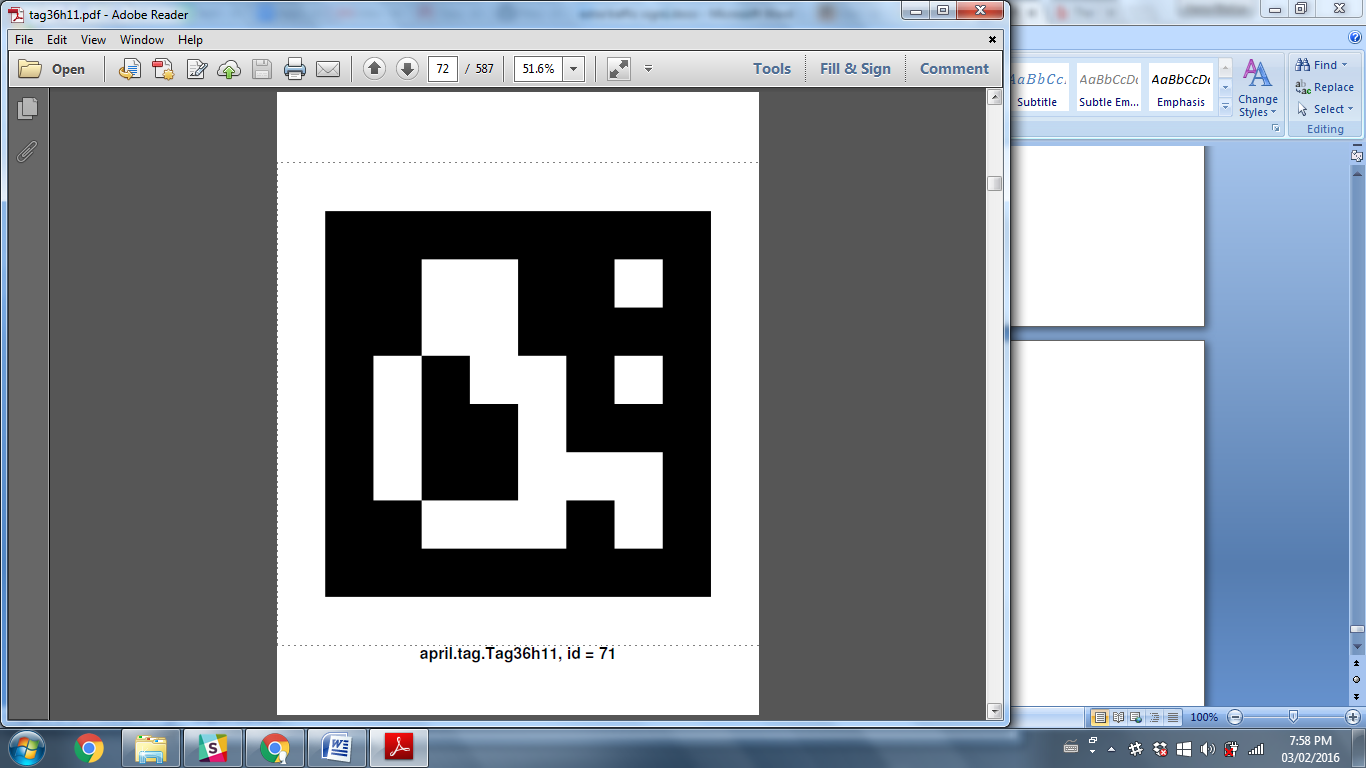 tag36h11.pdf - Adobe Reader
File Edit View Window Help
Open 72 / 587 51.6% Tools Fill & Sign Comment
april.tag.Tag36h11, id = 71
AaBbCc. AaBbCcDc AaBbCcDc
Subtitle Subtle Em... Emphasis
Change Styles
Find
Replace
Select
Editing
100%
7:58 PM
03/02/2016